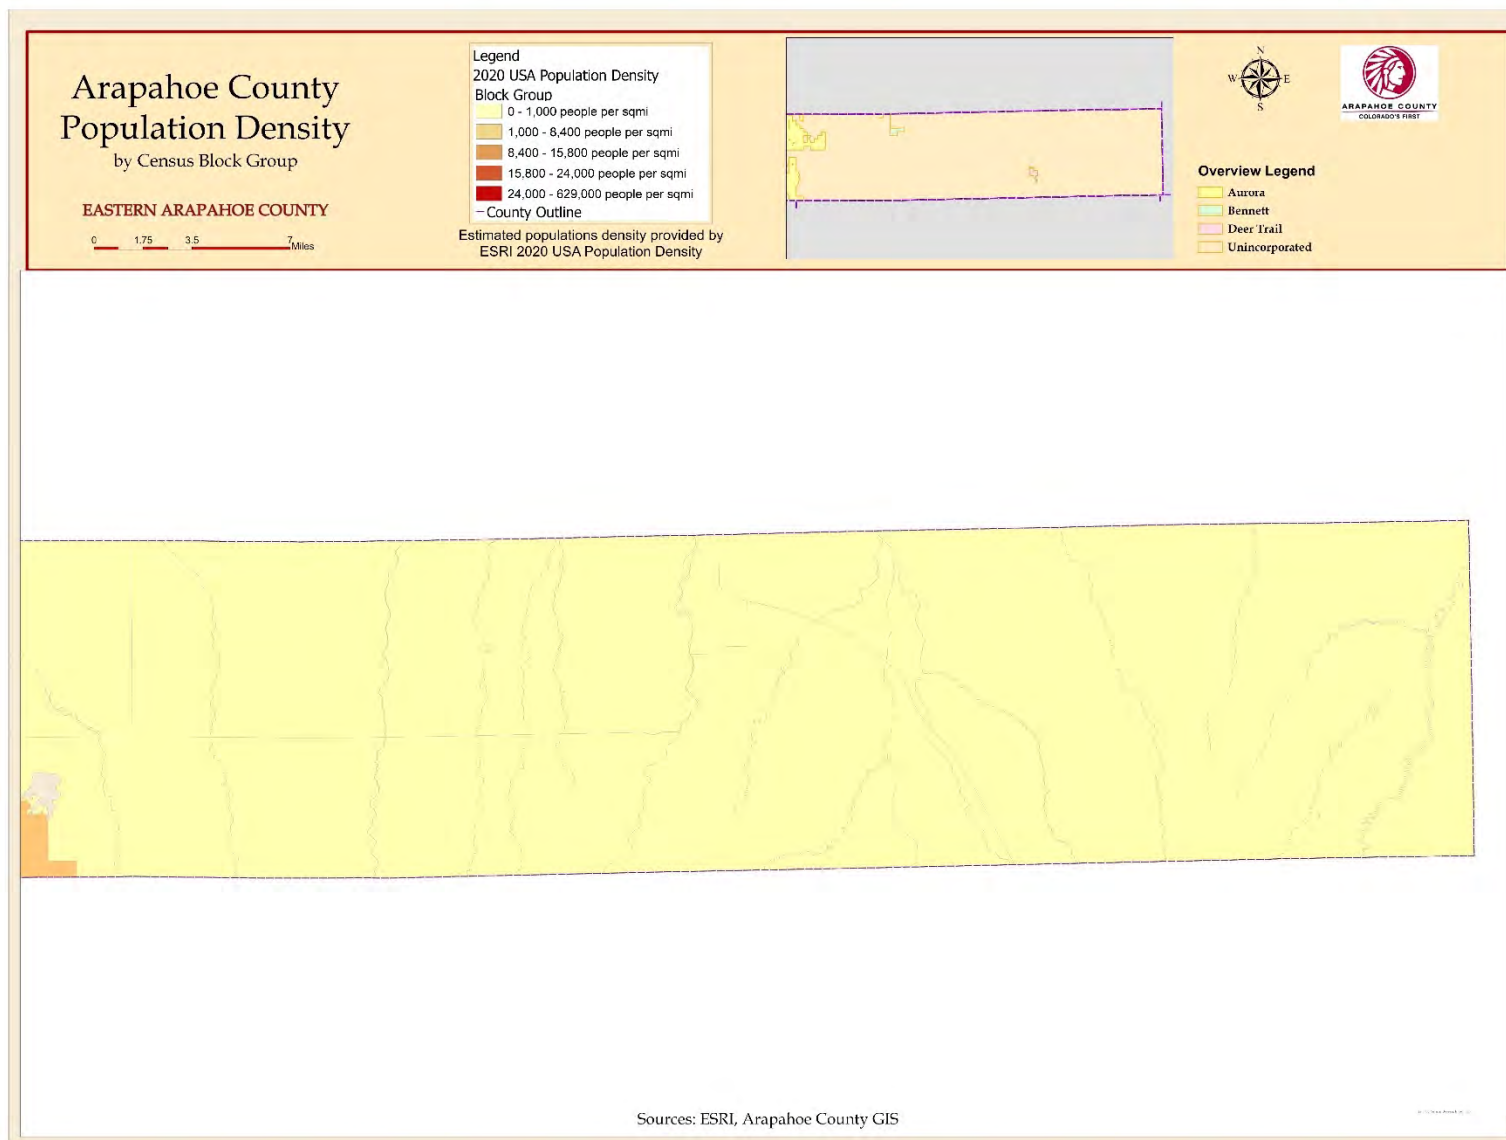 Arapahoe County
Population Density
by Census Block Group
EASTERN ARAPAHOE COUNTY
0 1.75 3.5 7 Miles
Legend
2020 USA Population Density
Block Group
0 - 1,000 people per sqmi
1,000 - 8,400 people per sqmi
8,400 - 15,800 people per sqmi
15,800 - 24,000 people per sqmi
24,000 - 629,000 people per sqmi
County Outline
Estimated populations density provided by
ESRI 2020 USA Population Density
N
W E
S
ARAPAHOE COUNTY
COLORADO'S FIRST
Overview Legend
Aurora
Bennett
Deer Trail
Unincorporated
Sources: ESRI, Arapahoe County GIS